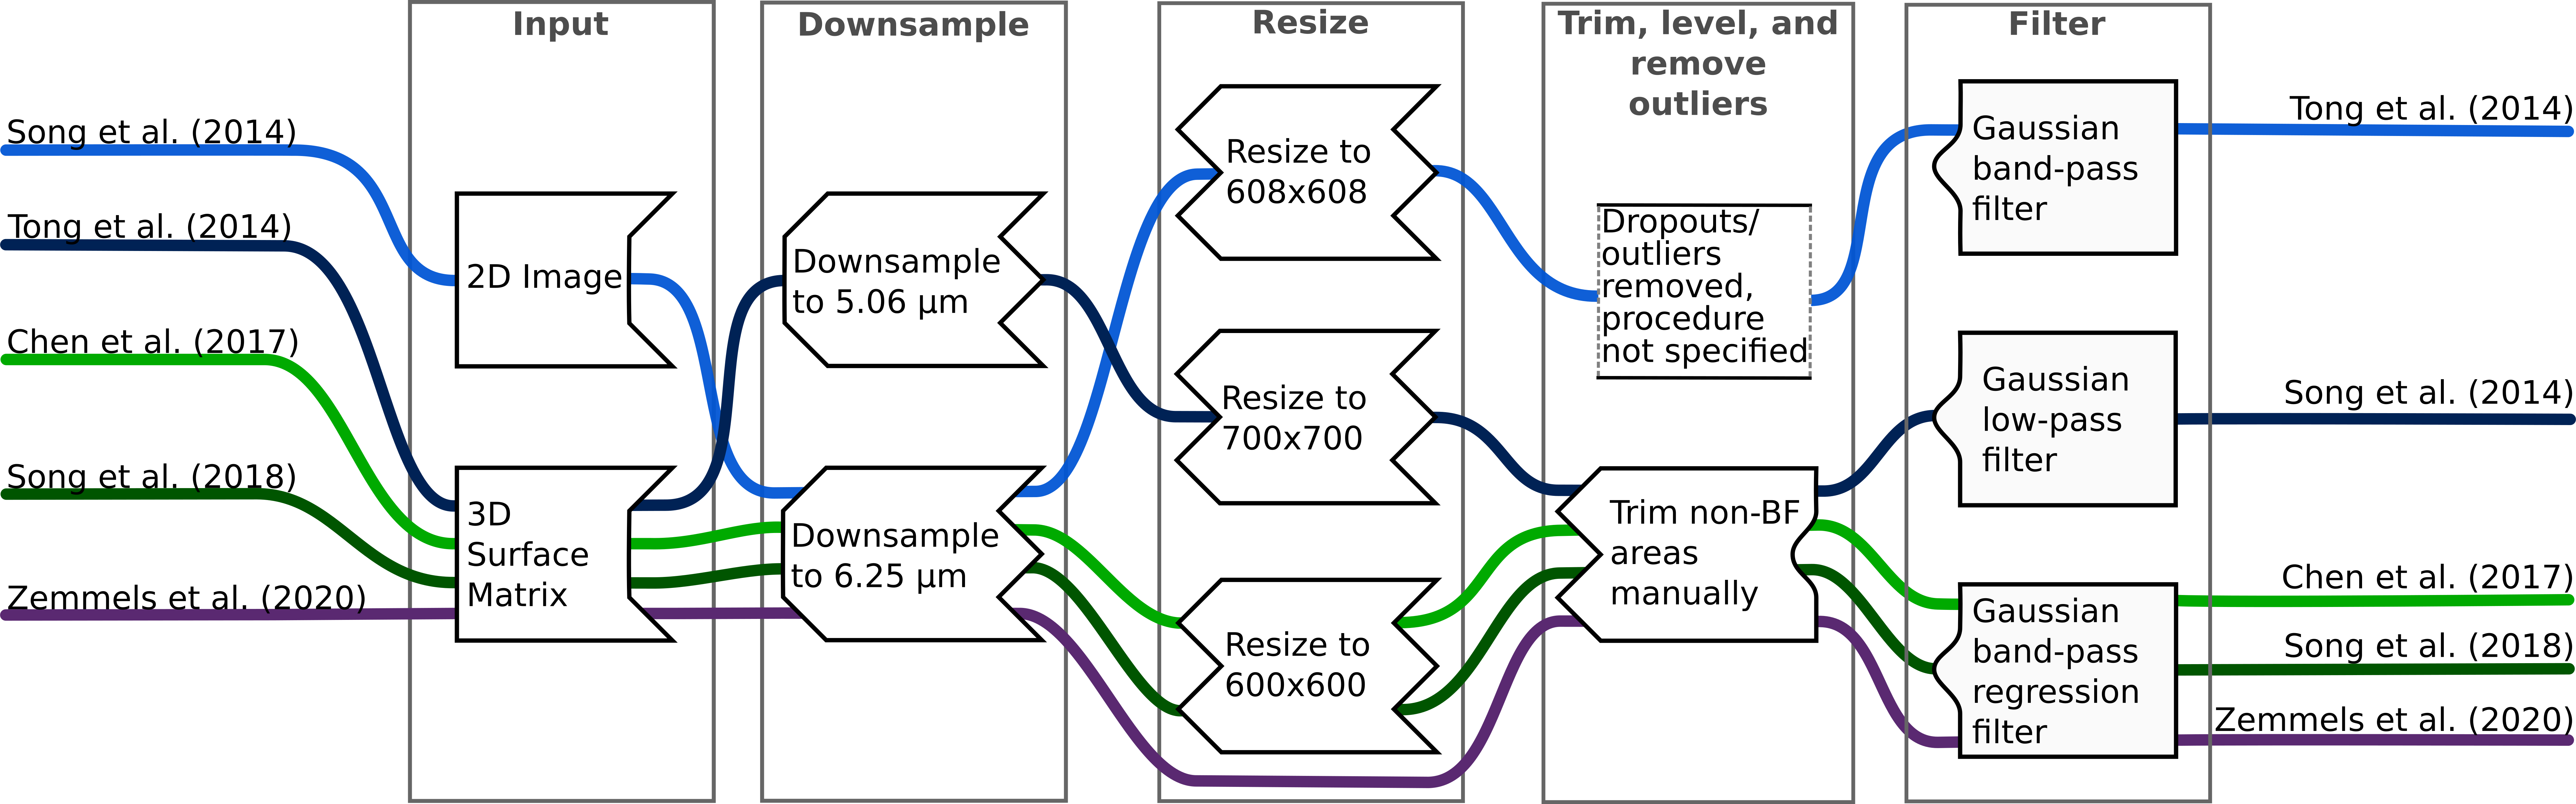 Song et al. (2014)
Tong et al. (2014)
Chen et al. (2017)
Song et al. (2018)
Zemmels et al. (2020)
Input
2D Image
3D
Surface
Matrix
Downsample
Downsample
to 5.06 µm
Downsample
to 6.25 µm
Resize
Resize to
608x608
Resize to
700x700
Resize to
600x600
Trim, level, and
remove
outliers
Dropouts/
outliers
removed,
procedure
not specified
Trim non-BF
areas
manually
Filter
Gaussian
band-pass
filter
Gaussian
low-pass
filter
Gaussian
band-pass
regression
filter
Tong et al. (2014)
Song et al. (2014)
Chen et al. (2017)
Song et al. (2018)
Zemmels et al. (2020)